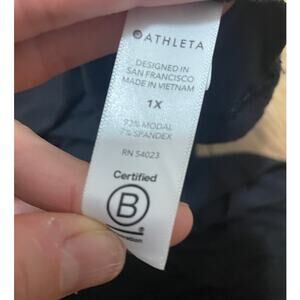 ATHLETA
DESIGNED IN
SAN FRANCISCO
MADE IN VIETNAM
1X
93% MODAL
7% SPANDEX
RN 54023
Certified
B